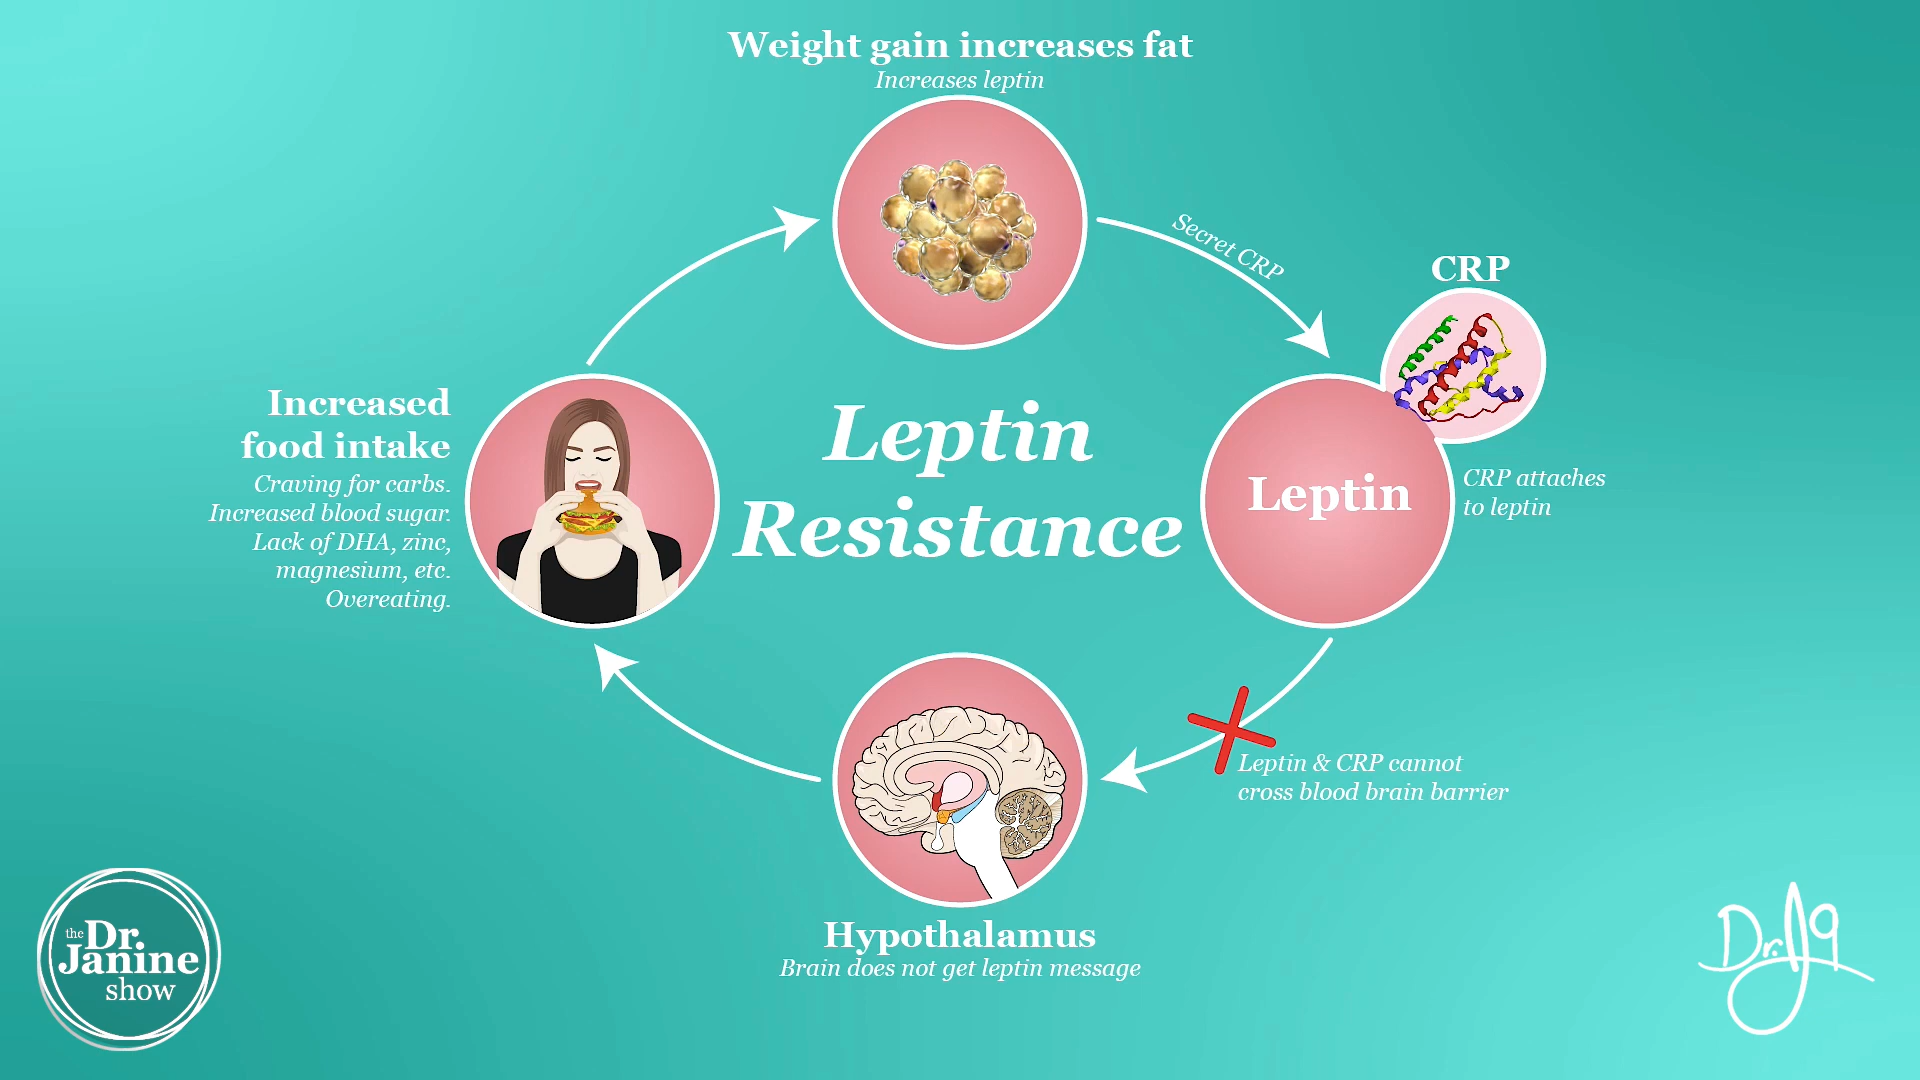 Weight gain increases fat
Increases leptin
Secret CRP
CRP
CRP attaches
to leptin
Leptin
Leptin
Resistance
Increased
food intake
Craving for carbs.
Increased blood sugar.
Lack of DHA, zinc,
magnesium, etc.
Overeating.
Leptin & CRP cannot
cross blood brain barrier
Hypothalamus
Brain does not get leptin message
the Dr.
Janine
show
Dr.